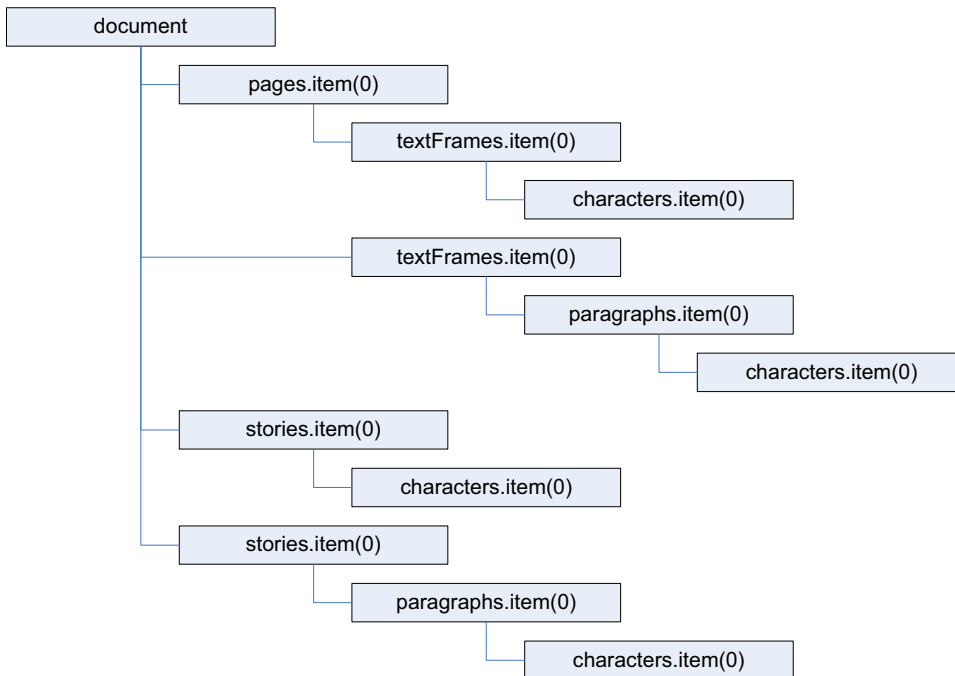 document
pages.item(0)
textFrames.item(0)
characters.item(0)
textFrames.item(0)
paragraphs.item(0)
characters.item(0)
stories.item(0)
characters.item(0)
stories.item(0)
paragraphs.item(0)
characters.item(0)